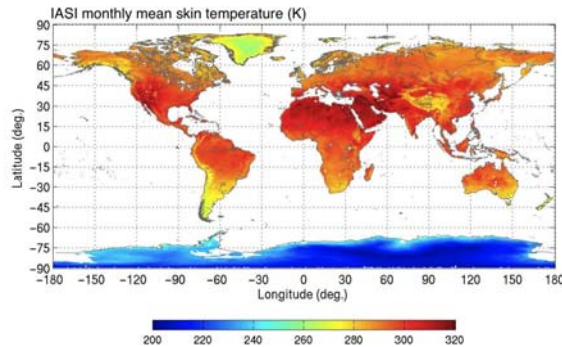 IASI monthly mean skin temperature (K)
90
75
60
45
30
15
0
-15
-30
-45
-60
-75
-90
Latitude (deg.)
-180 -150 -120 -90 -60 -30 0 30 60 90 120 150 180
Longitude (deg.)
200 220 240 260 280 300 320